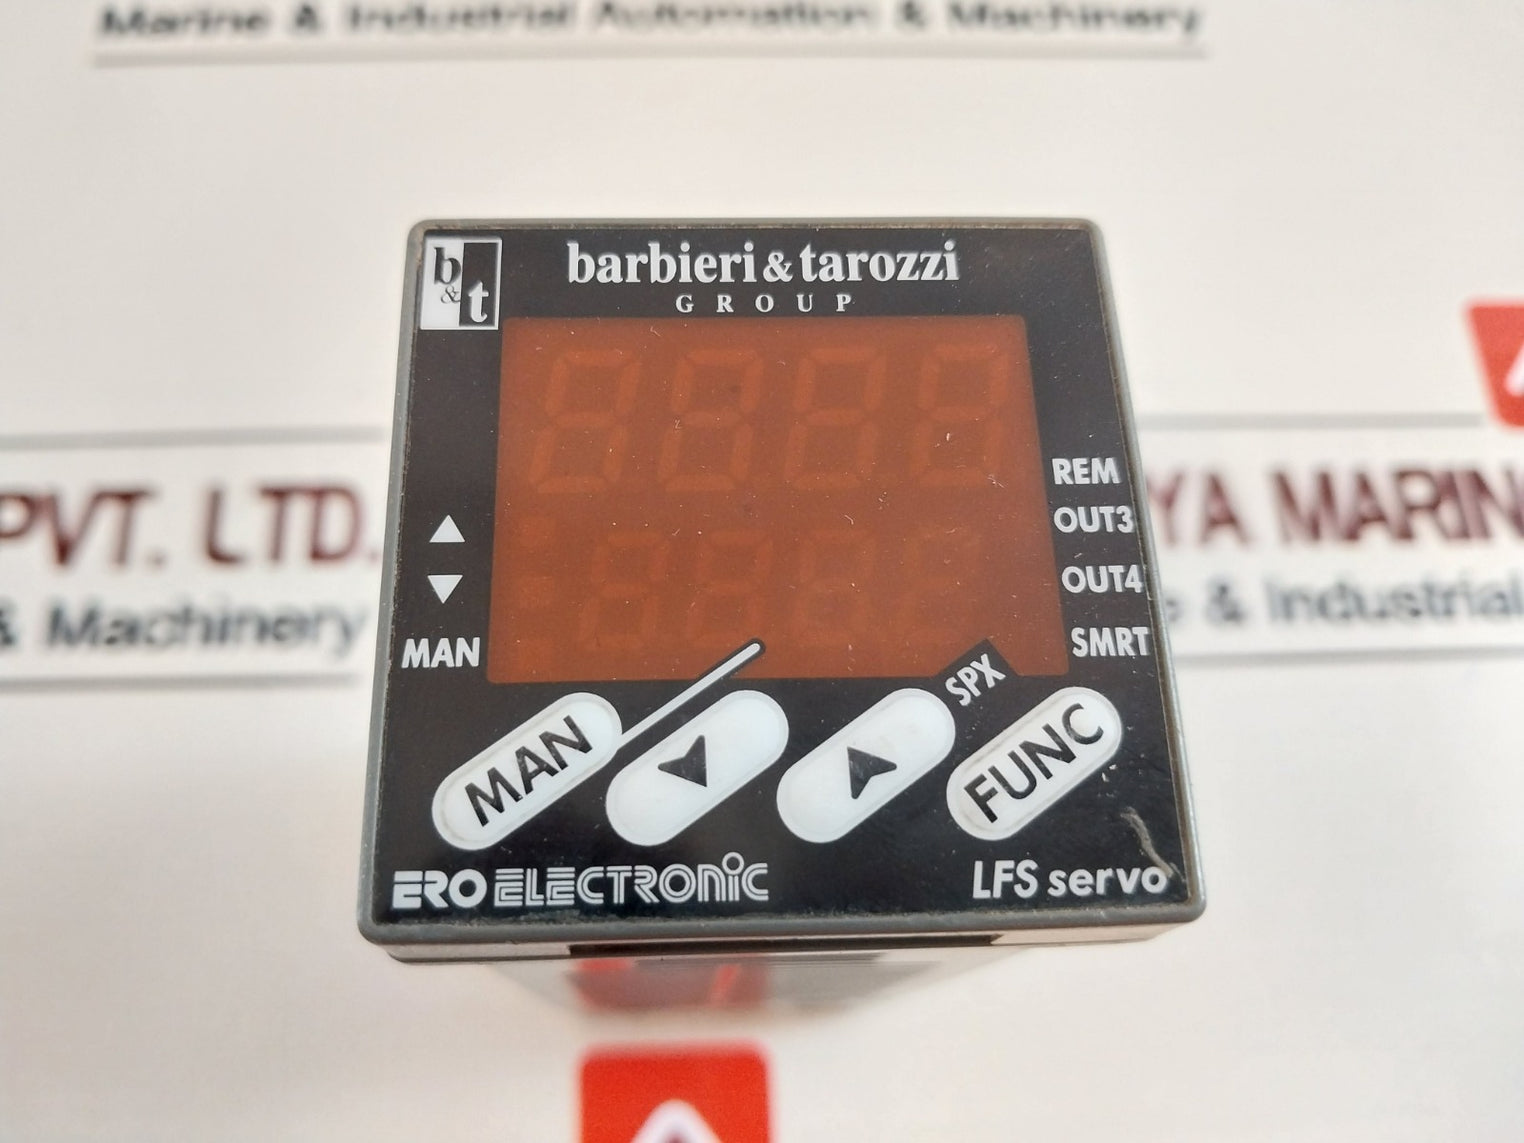 Marine & Industrial Automation & Machinery
b&t
barbieri & tarozzi
GROUP
REM
PVT. LTD.
YA MARIN
OUT3
OUT4
& Machinery
& Industrial
MAN
SMRT
SPX
MAN
FUNC
ERO ELECTRONIC
LFS servo